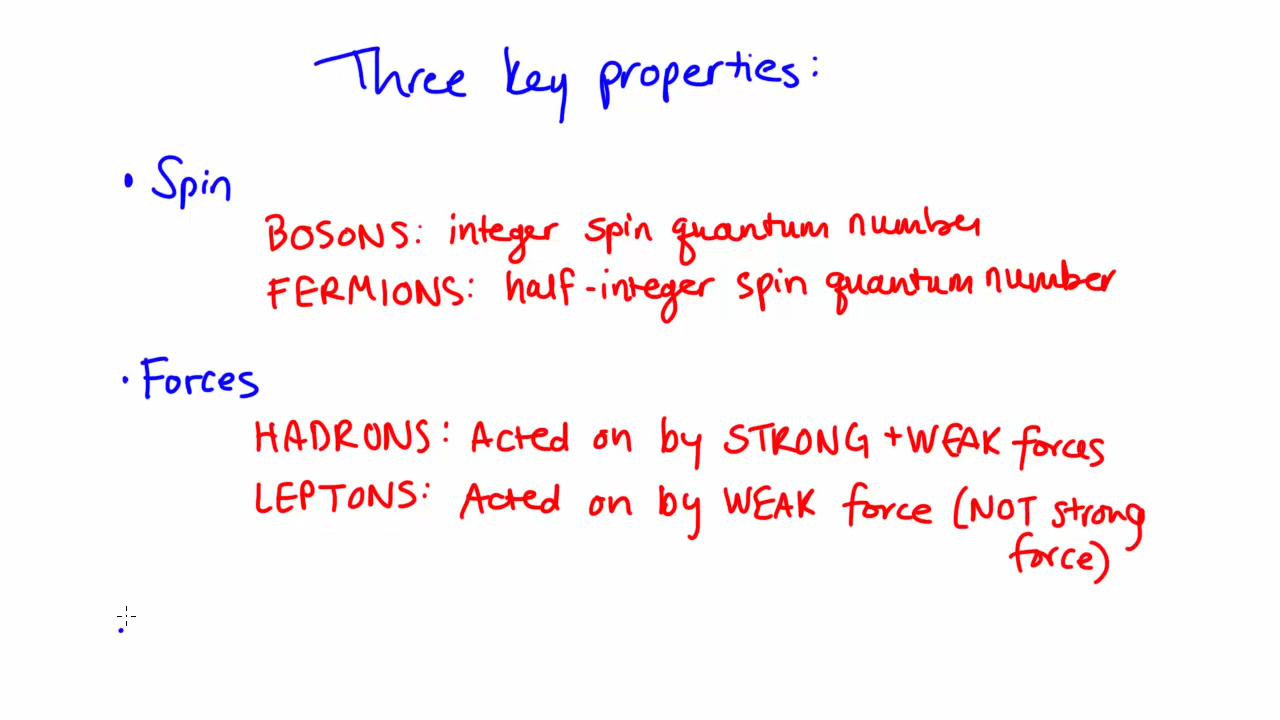 Three key properties:
• Spin
BOSONS: integer spin quantum number
FERMIONS: half-integer spin quantum number
• Forces
HADRONS: Acted on by STRONG + WEAK forces
LEPTONS: Acted on by WEAK force (NOT strong
force)
•